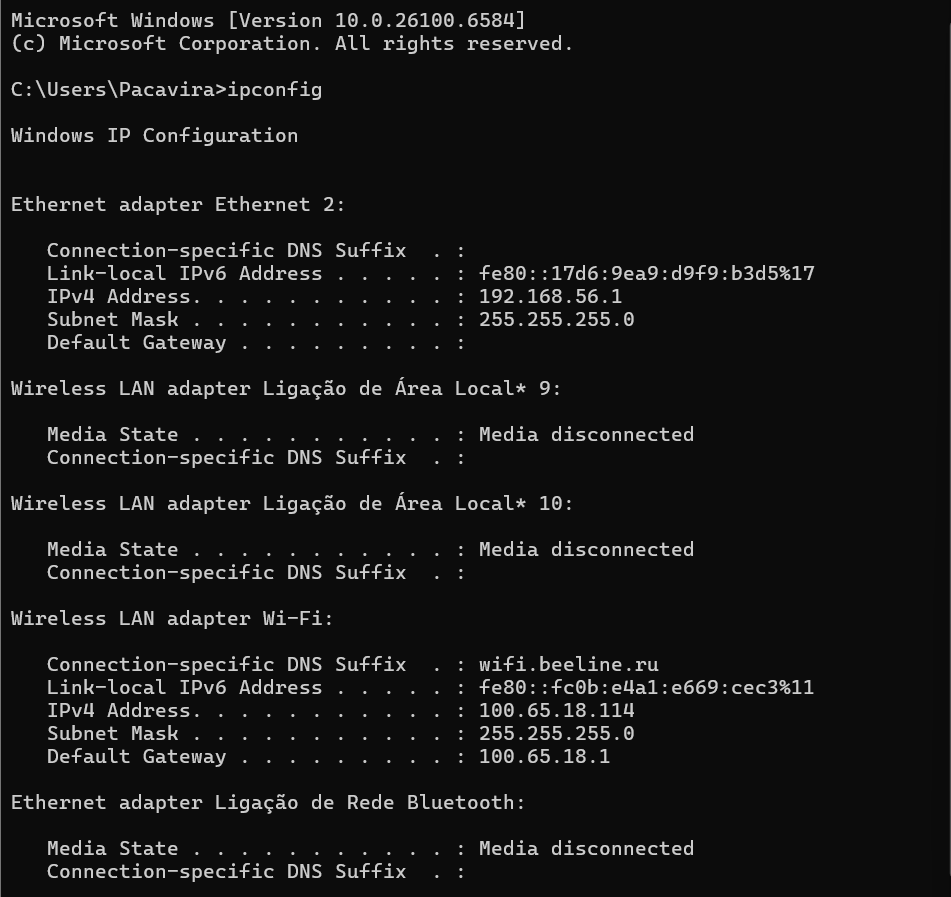 Microsoft Windows [Version 10.0.26100.6584]
(c) Microsoft Corporation. All rights reserved.
C:\Users\Pacavira>ipconfig
Windows IP Configuration
Ethernet adapter Ethernet 2:
Connection-specific DNS Suffix  . :
Link-local IPv6 Address . . . . . : fe80::17d6:9ea9:d9f9:b3d5%17
IPv4 Address. . . . . . . . . . . : 192.168.56.1
Subnet Mask . . . . . . . . . . . : 255.255.255.0
Default Gateway . . . . . . . . . :
Wireless LAN adapter Ligação de Área Local* 9:
Media State . . . . . . . . . . . : Media disconnected
Connection-specific DNS Suffix  . :
Wireless LAN adapter Ligação de Área Local* 10:
Media State . . . . . . . . . . . : Media disconnected
Connection-specific DNS Suffix  . :
Wireless LAN adapter Wi-Fi:
Connection-specific DNS Suffix  . : wifi.beeline.ru
Link-local IPv6 Address . . . . . : fe80::fc0b:e4a1:e669:cec3%11
IPv4 Address. . . . . . . . . . . : 100.65.18.114
Subnet Mask . . . . . . . . . . . : 255.255.255.0
Default Gateway . . . . . . . . . : 100.65.18.1
Ethernet adapter Ligação de Rede Bluetooth:
Media State . . . . . . . . . . . : Media disconnected
Connection-specific DNS Suffix  . :